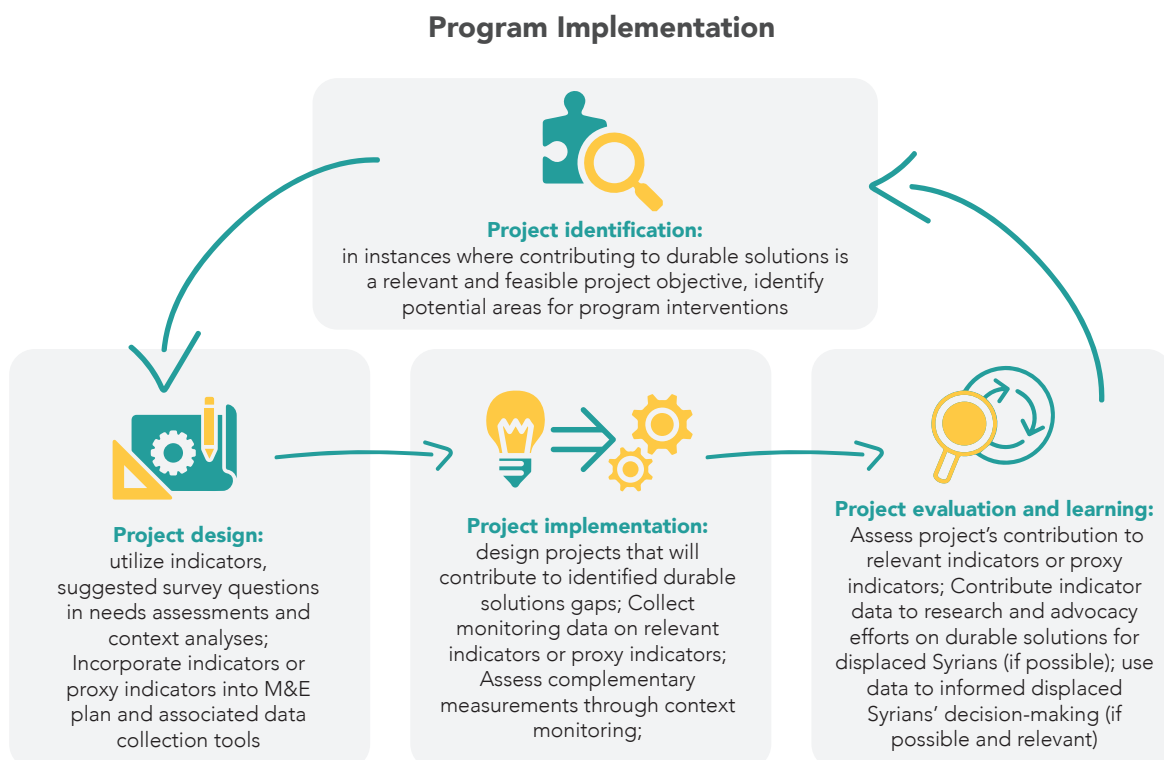 Program Implementation
Project identification:
in instances where contributing to durable solutions is
a relevant and feasible project objective, identify
potential areas for program interventions
Project design:
utilize indicators,
suggested survey questions
in needs assessments and
context analyses;
Incorporate indicators or
proxy indicators into M&E
plan and associated data
collection tools
Project implementation:
design projects that will
contribute to identified durable
solutions gaps; Collect
monitoring data on relevant
indicators or proxy indicators;
Assess complementary
measurements through context
monitoring;
Project evaluation and learning:
Assess project's contribution to
relevant indicators or proxy
indicators; Contribute indicator
data to research and advocacy
efforts on durable solutions for
displaced Syrians (if possible); use
data to informed displaced
Syrians' decision-making (if
possible and relevant)